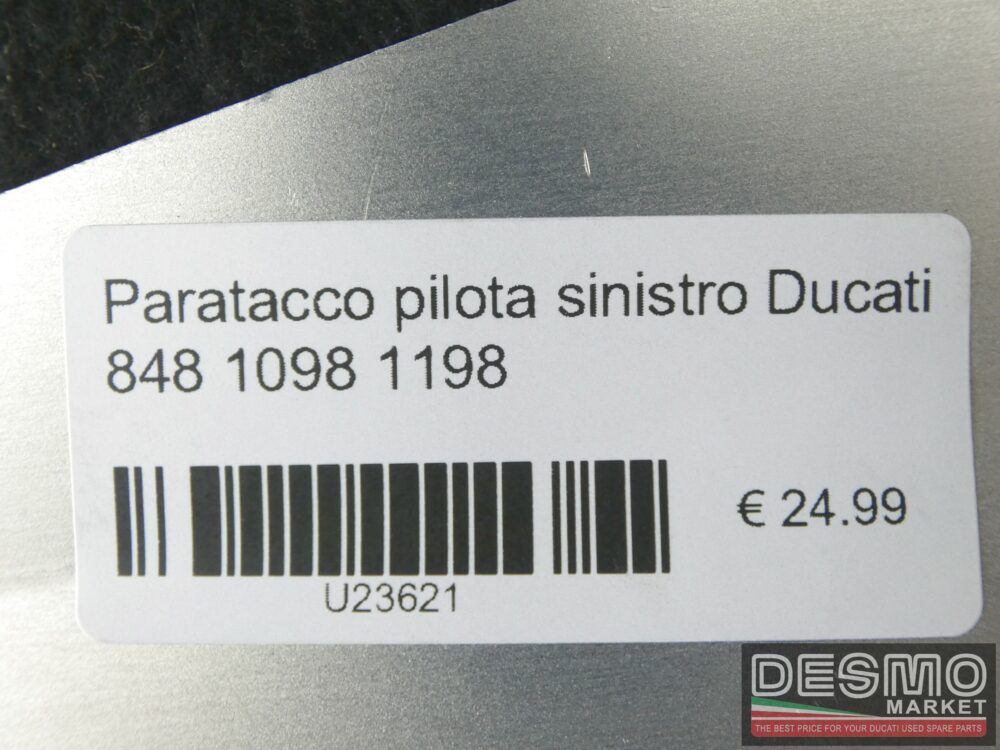 Paratacco pilota sinistro Ducati
848 1098 1198
€ 24.99
U23621
DESMO
MARKET
THE BEST PRICE FOR YOUR DUCATI USED SPARE PARTS